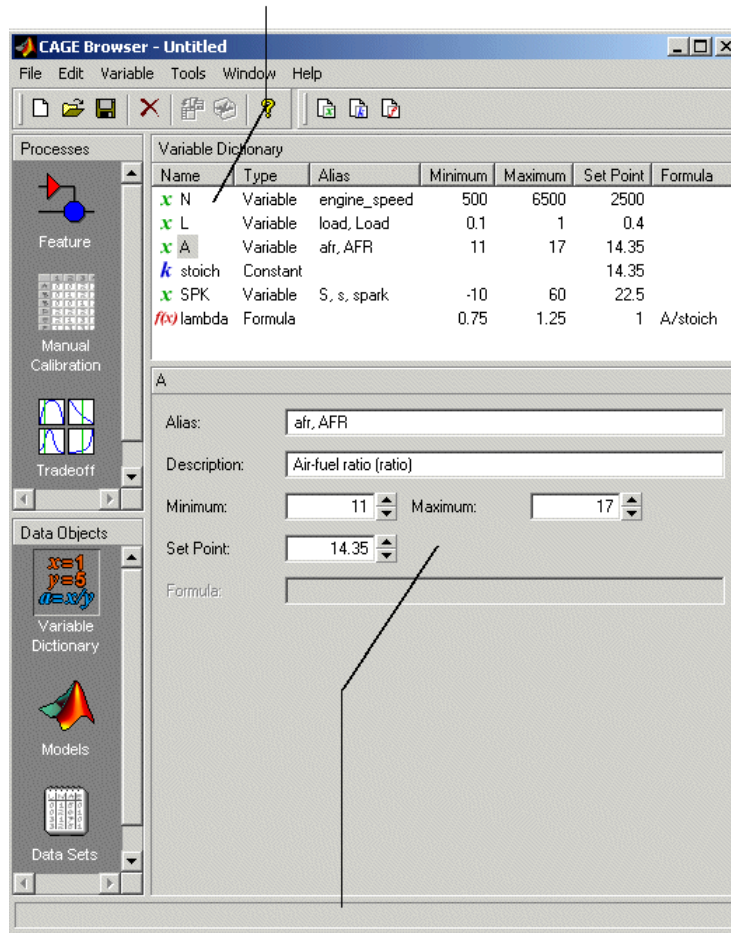 CAGE Browser - Untitled
File Edit Variable Tools Window Help
Processes
Feature
Manual
Calibration
Tradeoff
Data Objects
x=1
y=5
a=x/y
Variable
Dictionary
Models
Data Sets
Variable Dictionary
Name Type Alias Minimum Maximum Set Point Formula
x N Variable engine_speed 500 6500 2500
x L Variable load, Load 0.1 1 0.4
x A Variable afr, AFR 11 17 14.35
k stoich Constant 14.35
x SPK Variable S, s, spark -10 60 22.5
f(x) lambda Formula 0.75 1.25 1 A/stoich
A
Alias: afr, AFR
Description: Air-fuel ratio (ratio)
Minimum: 11 Maximum: 17
Set Point: 14.35
Formula: